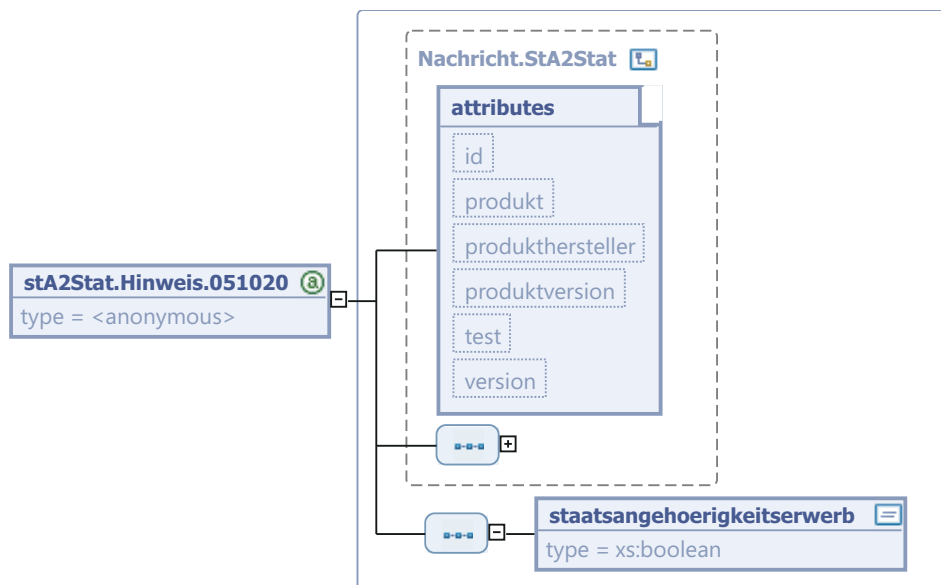 Nachricht.StA2Stat
attributes
id
produkt
produkthersteller
produktversion
test
version
stA2Stat.Hinweis.051020
type = <anonymous>
staatsangehoerigkeitserwerb
type = xs:boolean